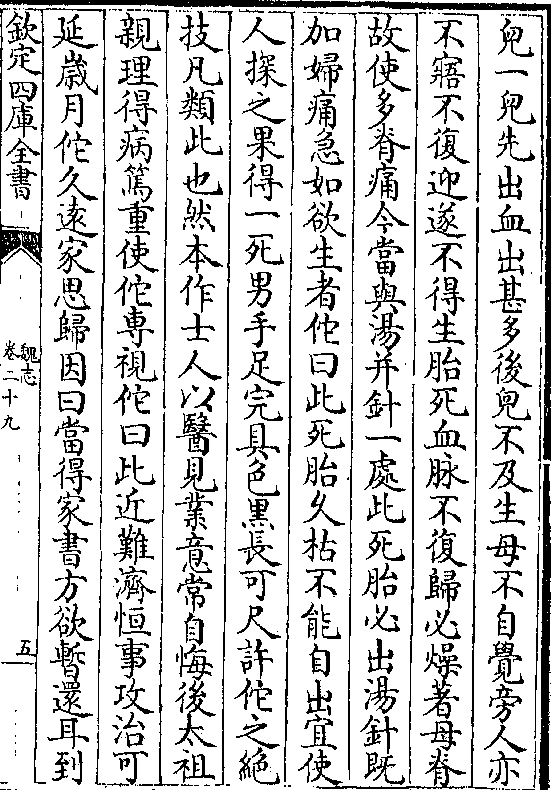 兒一兒先出血出甚多後兒不及生母不自覺旁人亦
不寤不復迎遂不得生胎死血脉不復歸必燥著母脊
故使多脊痛今當與湯并針一處此死胎必出湯針既
加婦痛急如欲生者佗曰此死胎久枯不能自出宜使
人探之果得一死男手足完具色黑長可尺許佗之絶
技凡類此也然本作士人以醫見業意常自悔後太祖
親理得病篤重使佗專視佗曰此近難濟恒事攻治可
延歲月佗久遠家思歸因曰當得家書方欲暫還耳到
欽定四庫全書
魏志
卷二十九
五